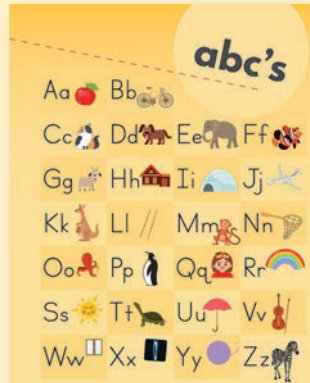 abc's
Aa Bb
Cc Dd Ee Ff
Gg Hh Ii Jj
Kk Ll Mm Nn
Oo Pp Qq Rr
Ss Tt Uu Vv
Ww Xx Yy Zz